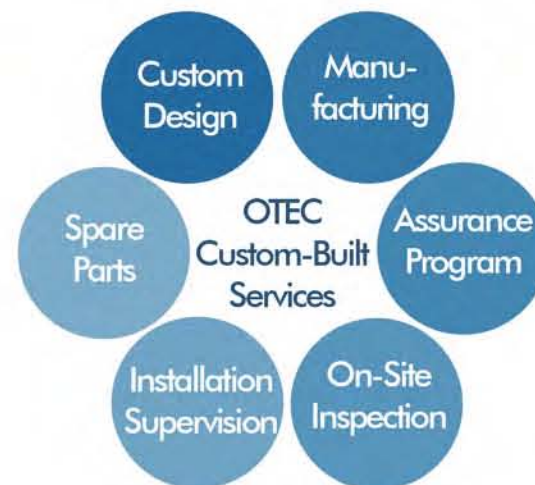 Custom
Design
Manu-
facturing
Assurance
Program
On-Site
Inspection
Installation
Supervision
Spare
Parts
OTEC
Custom-Built
Services